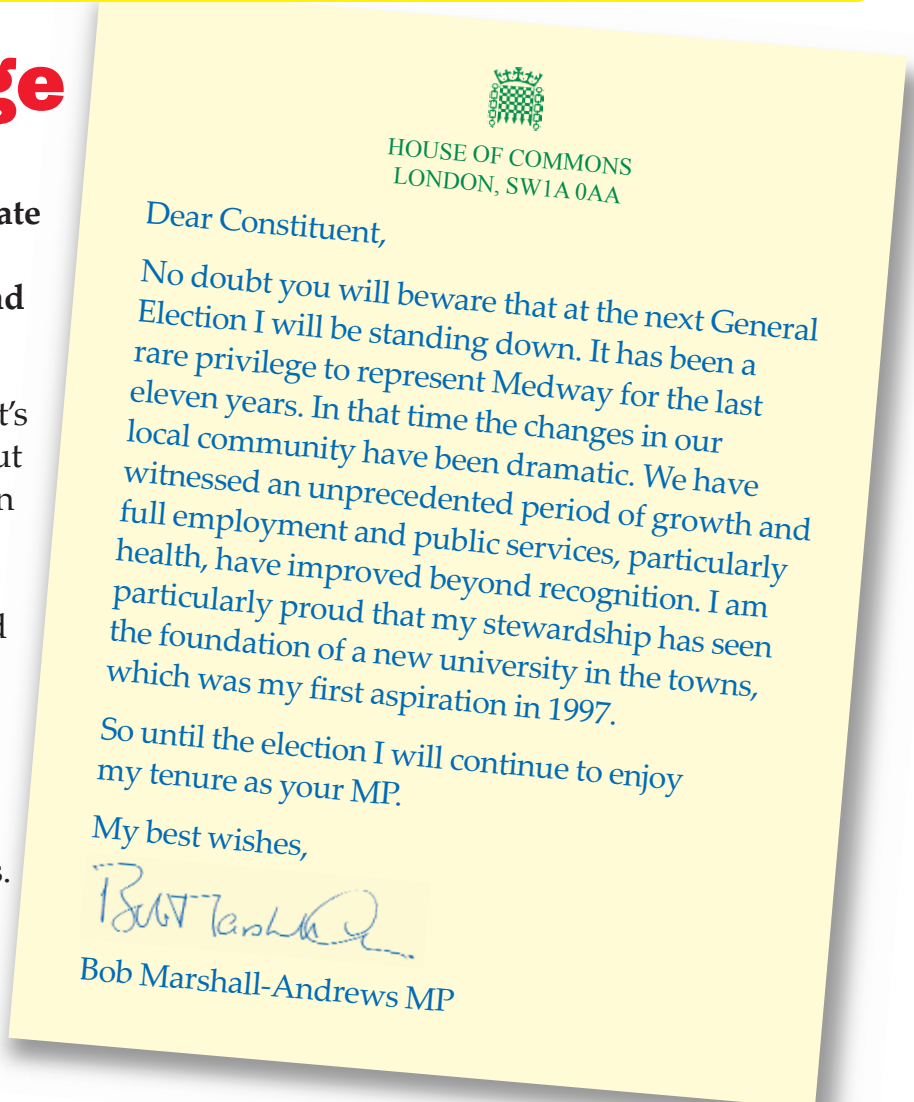 ge
ate
nd
t's
ut
n
d
s.
HOUSE OF COMMONS
LONDON, SW1A 0AA
Dear Constituent,
No doubt you will beware that at the next General
Election I will be standing down. It has been a
rare privilege to represent Medway for the last
eleven years. In that time the changes in our
local community have been dramatic. We have
witnessed an unprecedented period of growth and
full employment and public services, particularly
health, have improved beyond recognition. I am
particularly proud that my stewardship has seen
the foundation of a new university in the towns,
which was my first aspiration in 1997.
So until the election I will continue to enjoy
my tenure as your MP.
My best wishes,
Bob Marshall-Andrews MP